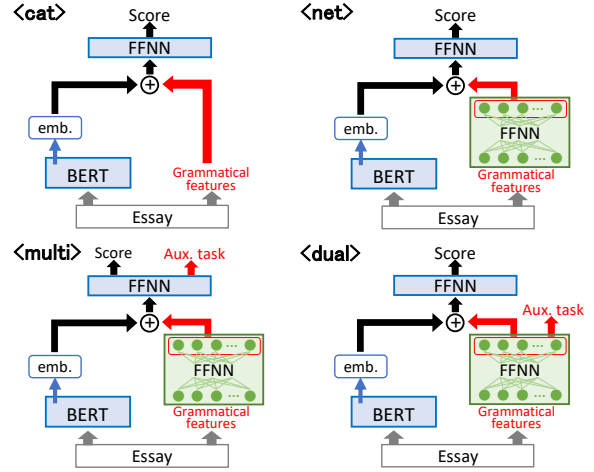 <cat>
Score
FFNN
+
emb.
BERT
Grammatical
features
Essay
<net>
Score
FFNN
+
emb.
...
FFNN
BERT
Grammatical
features
Essay
<multi>
Score
Aux. task
FFNN
+
emb.
...
FFNN
BERT
Grammatical
features
Essay
<dual>
Score
FFNN
Aux. task
+
emb.
...
FFNN
BERT
Grammatical
features
Essay